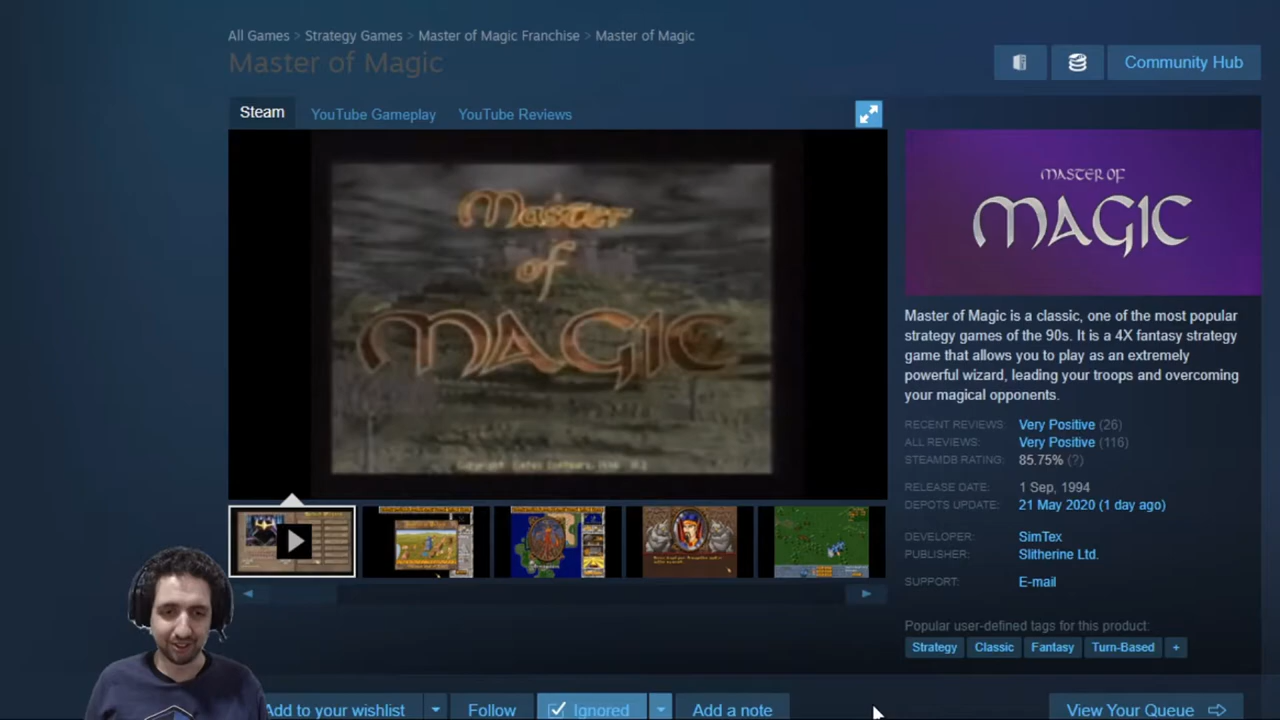 All Games > Strategy Games > Master of Magic Franchise > Master of Magic
Master of Magic
Community Hub
Steam
YouTube Gameplay
YouTube Reviews
Master
of
MAGIC
MASTER OF
MAGIC
Master of Magic is a classic, one of the most popular
strategy games of the 90s. It is a 4X fantasy strategy
game that allows you to play as an extremely
powerful wizard, leading your troops and overcoming
your magical opponents.
RECENT REVIEWS: Very Positive (26)
ALL REVIEWS: Very Positive (116)
STEAMDB RATING: 85.75% (?)
RELEASE DATE: 1 Sep, 1994
DEPOTS UPDATE: 21 May 2020 (1 day ago)
DEVELOPER: SimTex
PUBLISHER: Slitherine Ltd.
SUPPORT: E-mail
Popular user-defined tags for this product:
Strategy Classic Fantasy Turn-Based +
Add to your wishlist
Follow
Ignored
Add a note
View Your Queue